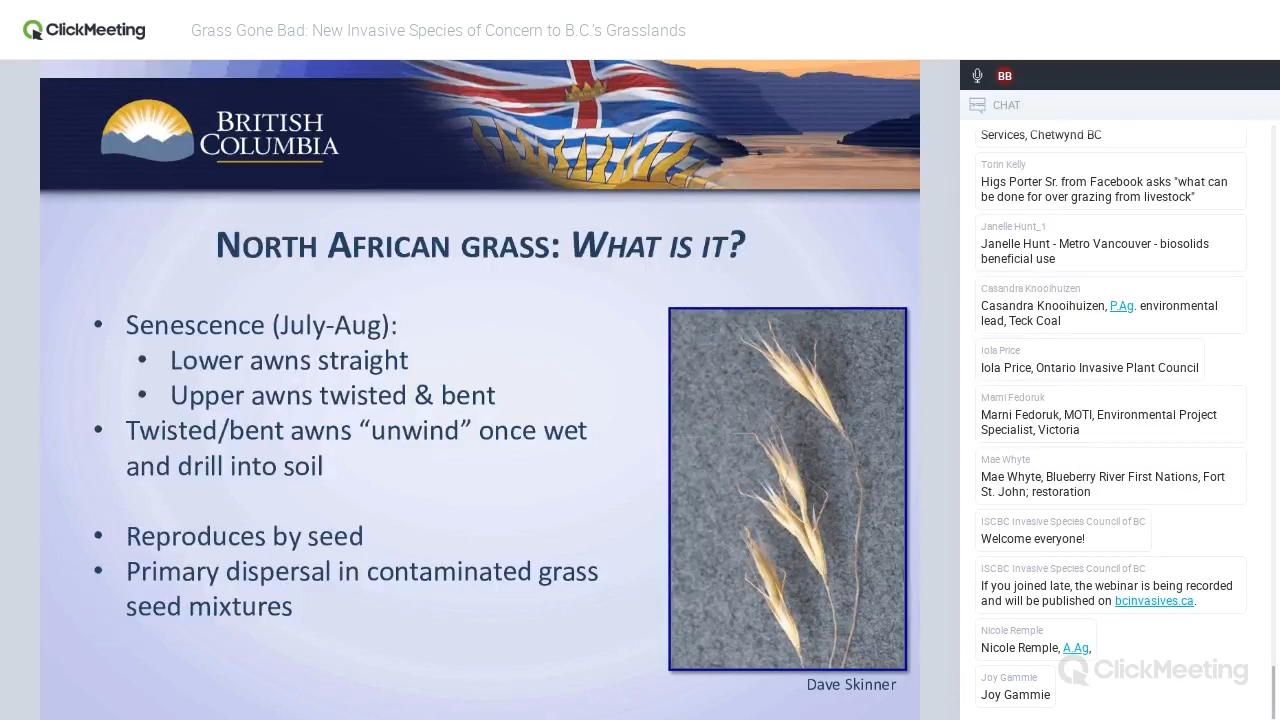 ClickMeeting
Grass Gone Bad: New Invasive Species of Concern to B.C.'s Grasslands
BRITISH
COLUMBIA
NORTH AFRICAN GRASS: WHAT IS IT?
• Senescence (July-Aug):
• Lower awns straight
• Upper awns twisted & bent
• Twisted/bent awns “unwind” once wet
and drill into soil
• Reproduces by seed
• Primary dispersal in contaminated grass
seed mixtures
Dave Skinner
BB
CHAT
Services, Chetwynd BC
Torin Kelly
Higs Porter Sr. from Facebook asks "what can
be done for over grazing from livestock"
Janelle Hunt_1
Janelle Hunt - Metro Vancouver - biosolids
beneficial use
Casandra Knooihuizen
Casandra Knooihuizen, P.Ag. environmental
lead, Teck Coal
Iola Price
Iola Price, Ontario Invasive Plant Council
Marni Fedoruk
Marni Fedoruk, MOTI, Environmental Project
Specialist, Victoria
Mae Whyte
Mae Whyte, Blueberry River First Nations, Fort
St. John; restoration
ISCBC Invasive Species Council of BC
Welcome everyone!
ISCBC Invasive Species Council of BC
If you joined late, the webinar is being recorded
and will be published on bcinvasives.ca.
Nicole Remple
Nicole Remple, A.Ag,
Joy Gammie
Joy Gammie
ClickMeeting